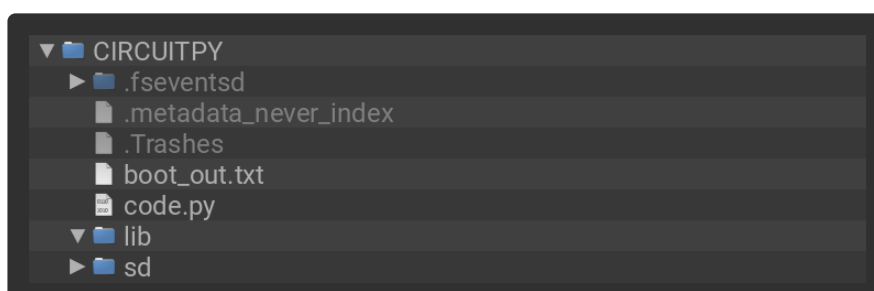 CIRCUITPY
.fseventsd
.metadata_never_index
.Trashes
boot_out.txt
code.py
lib
sd